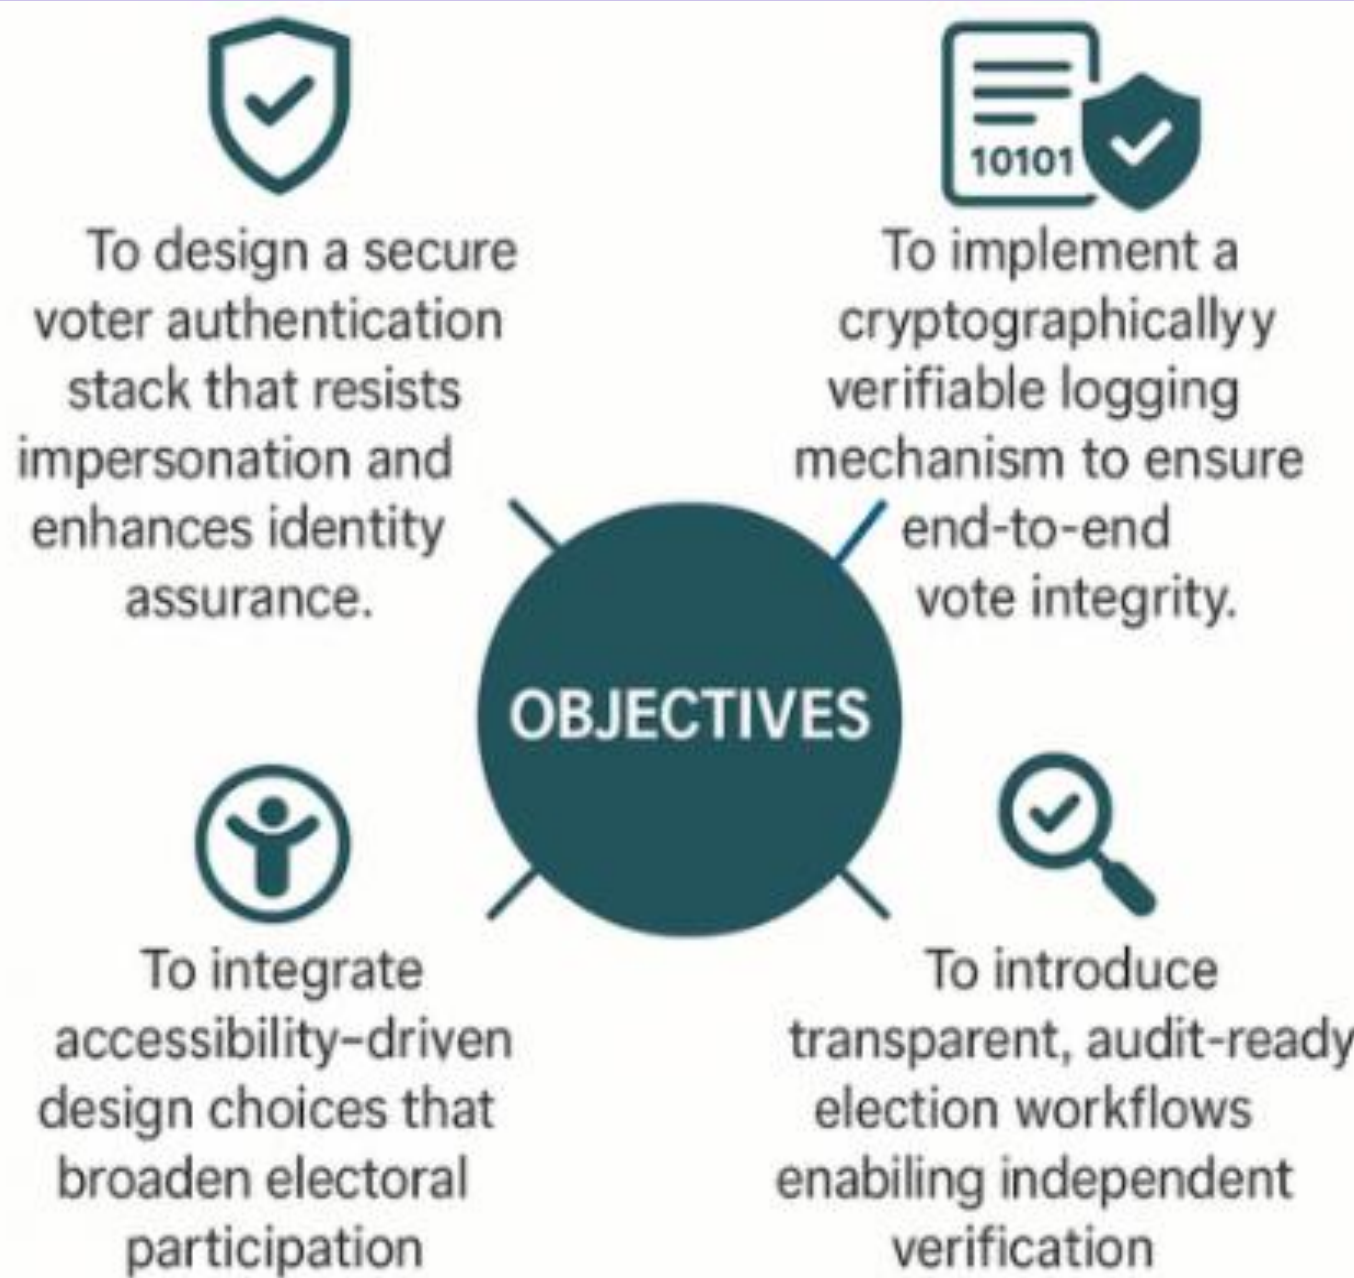 To design a secure
voter authentication
stack that resists
impersonation and
enhances identity
assurance.
10101
To implement a
cryptographicallyy
verifiable logging
mechanism to ensure
end-to-end
vote integrity.
OBJECTIVES
To integrate
accessibility-driven
design choices that
broaden electoral
participation
To introduce
transparent, audit-ready
election workflows
enabiling independent
verification